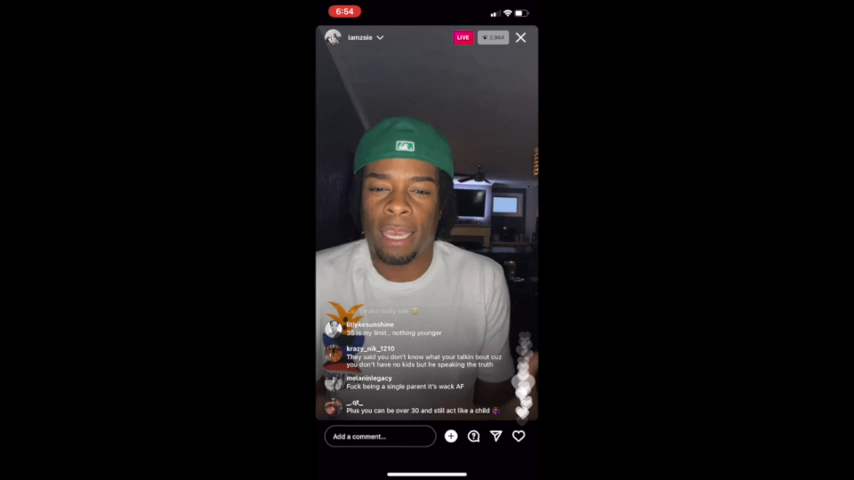 6:54
iamzoie
LIVE
2,964
litlykesunshine
35 is my limit.. nothing younger
krazy_nik_1210
They said you don't know what your talkin bout cuz
you don't have no kids but he speaking the truth
melaninlegacy
Fuck being a single parent it's wack AF
_.qt_
Plus you can be over 30 and still act like a child
Add a comment...